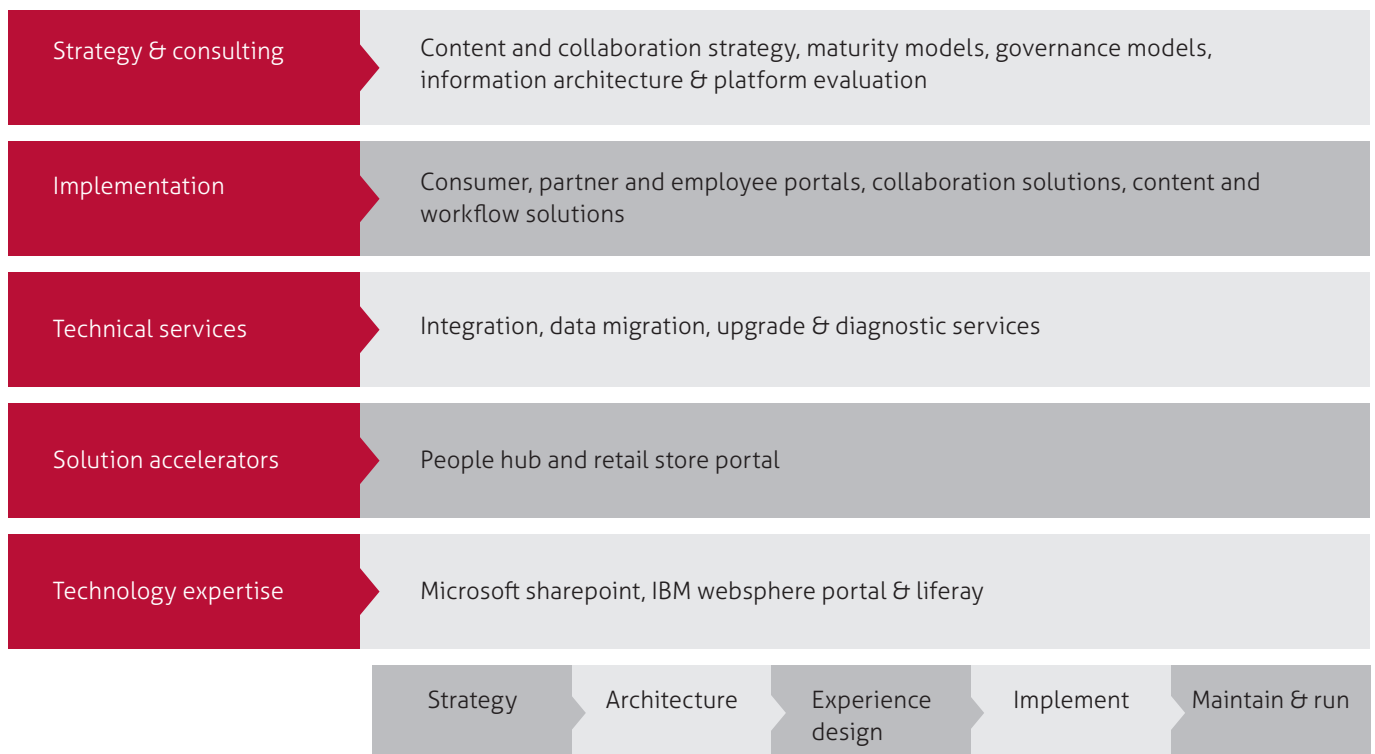 Strategy & consulting
Content and collaboration strategy, maturity models, governance models,
information architecture & platform evaluation
Implementation
Consumer, partner and employee portals, collaboration solutions, content and
workflow solutions
Technical services
Integration, data migration, upgrade & diagnostic services
Solution accelerators
People hub and retail store portal
Technology expertise
Microsoft sharepoint, IBM websphere portal & liferay
Strategy
Architecture
Experience
design
Implement
Maintain & run